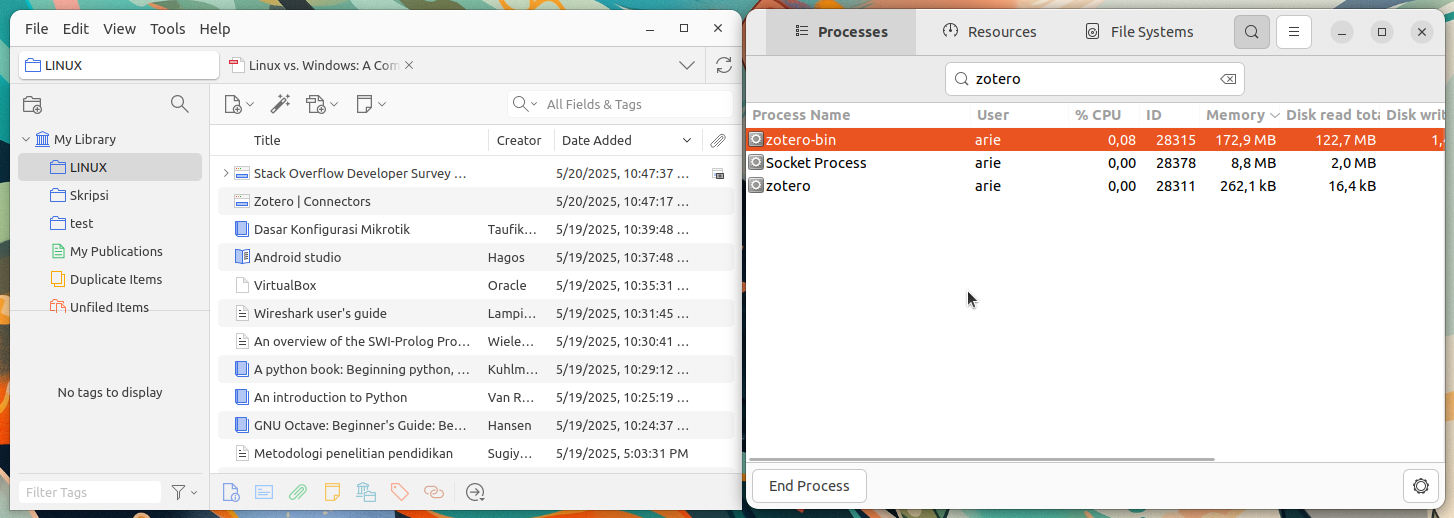 File Edit View Tools Help
LINUX
Linux vs. Windows: A Com
All Fields & Tags
My Library
LINUX
Skripsi
test
My Publications
Duplicate Items
Unfiled Items
No tags to display
Filter Tags
Title Creator Date Added
Stack Overflow Developer Survey … 5/20/2025, 10:47:37 …
Zotero | Connectors 5/20/2025, 10:47:17 …
Dasar Konfigurasi Mikrotik Taufik… 5/19/2025, 10:39:48 …
Android studio Hagos 5/19/2025, 10:37:48 …
VirtualBox Oracle 5/19/2025, 10:35:31 …
Wireshark user's guide Lampi… 5/19/2025, 10:31:45 …
An overview of the SWI-Prolog Pro… Wiele… 5/19/2025, 10:30:41 …
A python book: Beginning python, … Kuhlm… 5/19/2025, 10:29:12 …
An introduction to Python Van R… 5/19/2025, 10:25:19 …
GNU Octave: Beginner's Guide: Be… Hansen 5/19/2025, 10:24:37 …
Metodologi penelitian pendidikan Sugiy… 5/19/2025, 5:03:31 PM
Processes Resources File Systems
zotero
Process Name User % CPU ID Memory Disk read tota Disk writ
zotero-bin arie 0,08 28315 172,9 MB 122,7 MB 1,
Socket Process arie 0,00 28378 8,8 MB 2,0 MB
zotero arie 0,00 28311 262,1 kB 16,4 kB
End Process